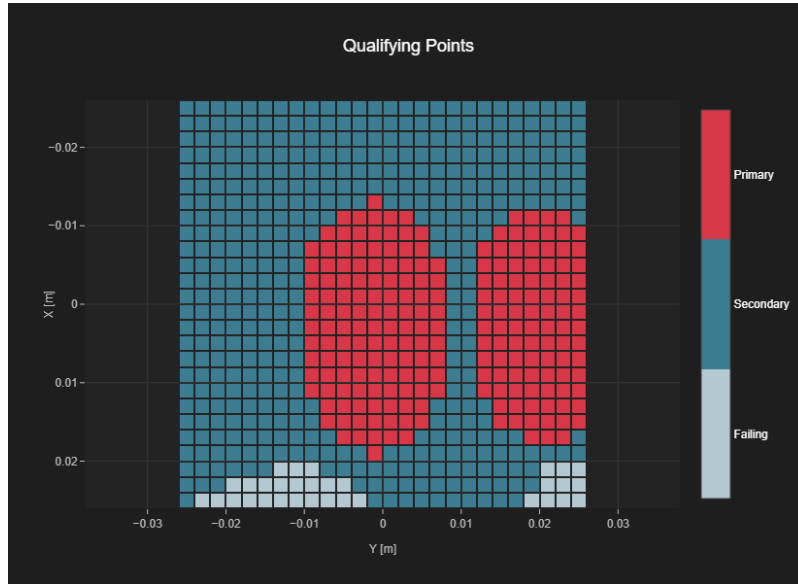 Qualifying Points
−0.02
−0.01
0
0.01
0.02
X [m]
−0.03
−0.02
−0.01
0
0.01
0.02
0.03
Y [m]
Primary
Secondary
Failing